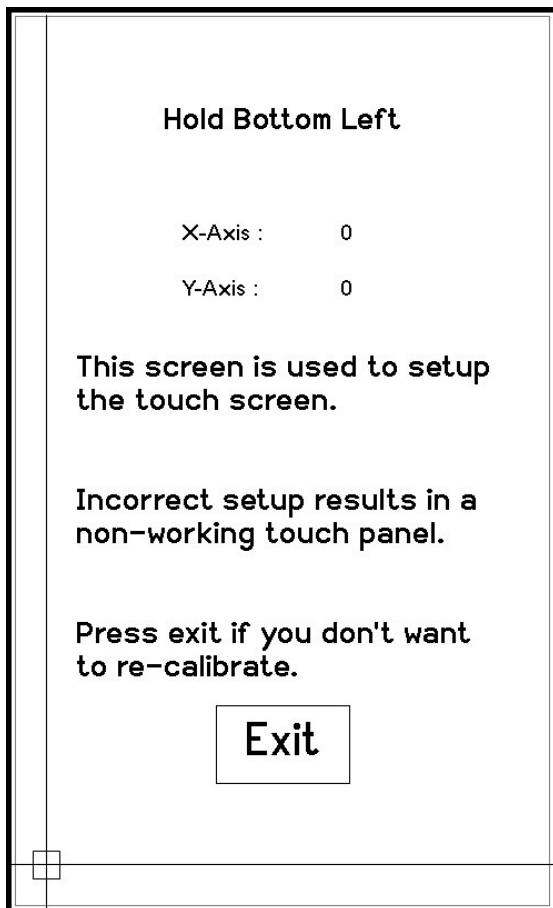 Hold Bottom Left
X-Axis : 0
Y-Axis : 0
This screen is used to setup
the touch screen.
Incorrect setup results in a
non-working touch panel.
Press exit if you don't want
to re-calibrate.
Exit